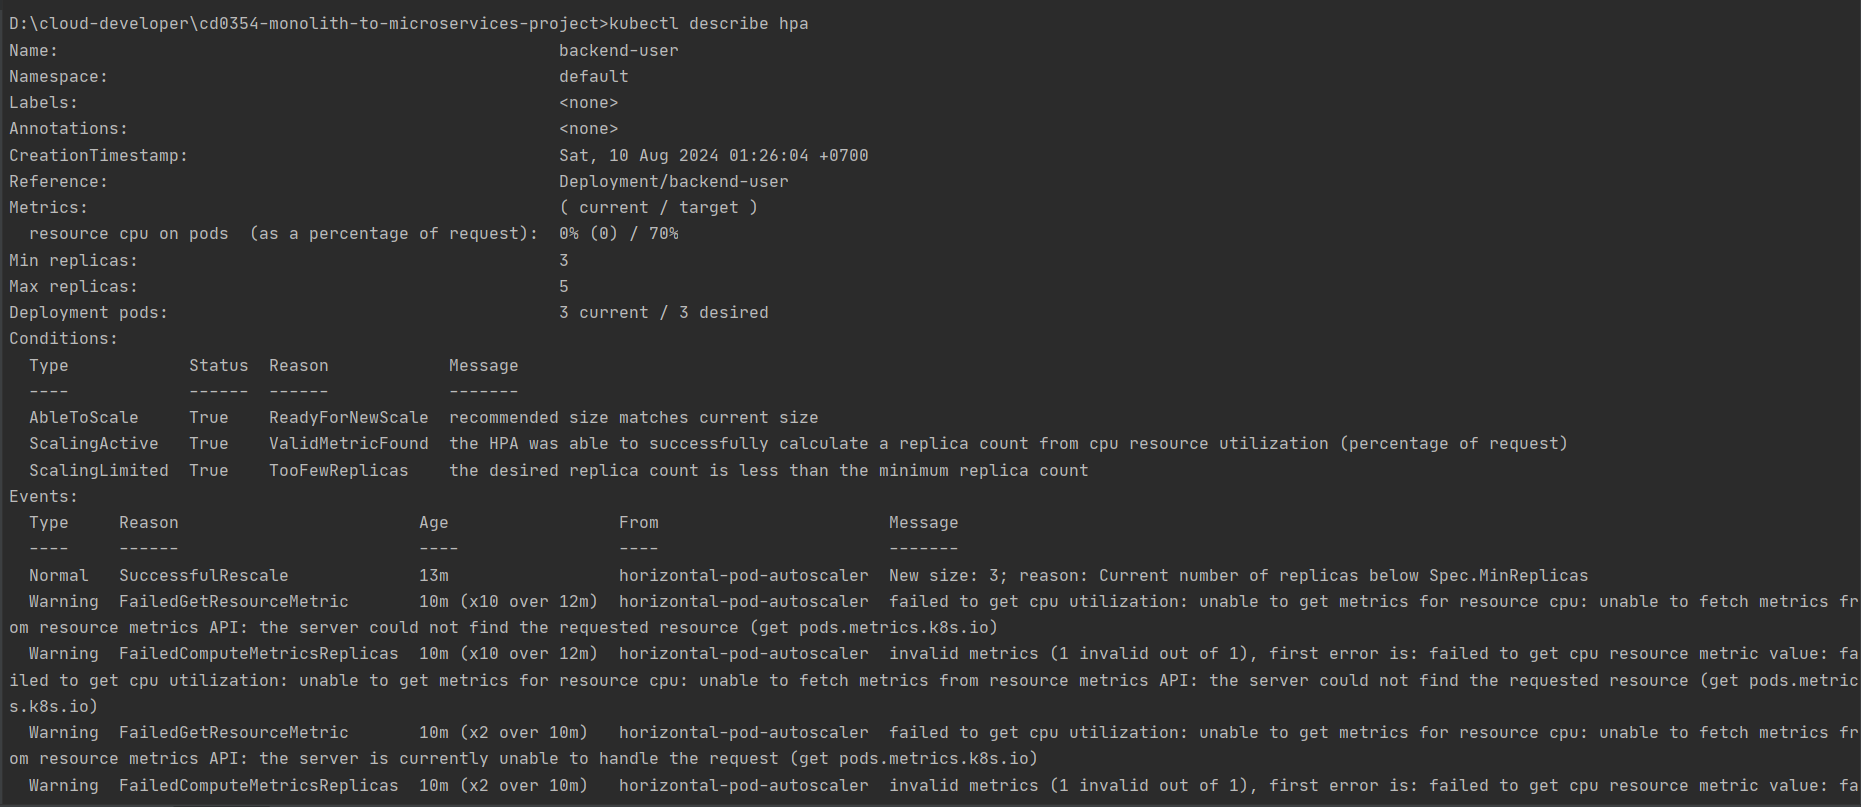 D:\cloud-developer\cd0354-monolith-to-microservices-project>kubectl describe hpa
Name:                                                  backend-user
Namespace:                                             default
Labels:                                                <none>
Annotations:                                           <none>
CreationTimestamp:                                     Sat, 10 Aug 2024 01:26:04 +0700
Reference:                                             Deployment/backend-user
Metrics:                                               ( current / target )
  resource cpu on pods  (as a percentage of request):  0% (0) / 70%
Min replicas:                                          3
Max replicas:                                          5
Deployment pods:                                       3 current / 3 desired
Conditions:
  Type            Status  Reason            Message
  ----            ------  ------            -------
  AbleToScale     True    ReadyForNewScale  recommended size matches current size
  ScalingActive   True    ValidMetricFound  the HPA was able to successfully calculate a replica count from cpu resource utilization (percentage of request)
  ScalingLimited  True    TooFewReplicas    the desired replica count is less than the minimum replica count
Events:
  Type     Reason                        Age                 From                       Message
  ----     ------                        ----                ----                       -------
  Normal   SuccessfulRescale             13m                 horizontal-pod-autoscaler  New size: 3; reason: Current number of replicas below Spec.MinReplicas
  Warning  FailedGetResourceMetric       10m (x10 over 12m)  horizontal-pod-autoscaler  failed to get cpu utilization: unable to get metrics for resource cpu: unable to fetch metrics fr
om resource metrics API: the server could not find the requested resource (get pods.metrics.k8s.io)
  Warning  FailedComputeMetricsReplicas  10m (x10 over 12m)  horizontal-pod-autoscaler  invalid metrics (1 invalid out of 1), first error is: failed to get cpu resource metric value: fa
iled to get cpu utilization: unable to get metrics for resource cpu: unable to fetch metrics from resource metrics API: the server could not find the requested resource (get pods.metric
s.k8s.io)
  Warning  FailedGetResourceMetric       10m (x2 over 10m)   horizontal-pod-autoscaler  failed to get cpu utilization: unable to get metrics for resource cpu: unable to fetch metrics fr
om resource metrics API: the server is currently unable to handle the request (get pods.metrics.k8s.io)
  Warning  FailedComputeMetricsReplicas  10m (x2 over 10m)   horizontal-pod-autoscaler  invalid metrics (1 invalid out of 1), first error is: failed to get cpu resource metric value: fa